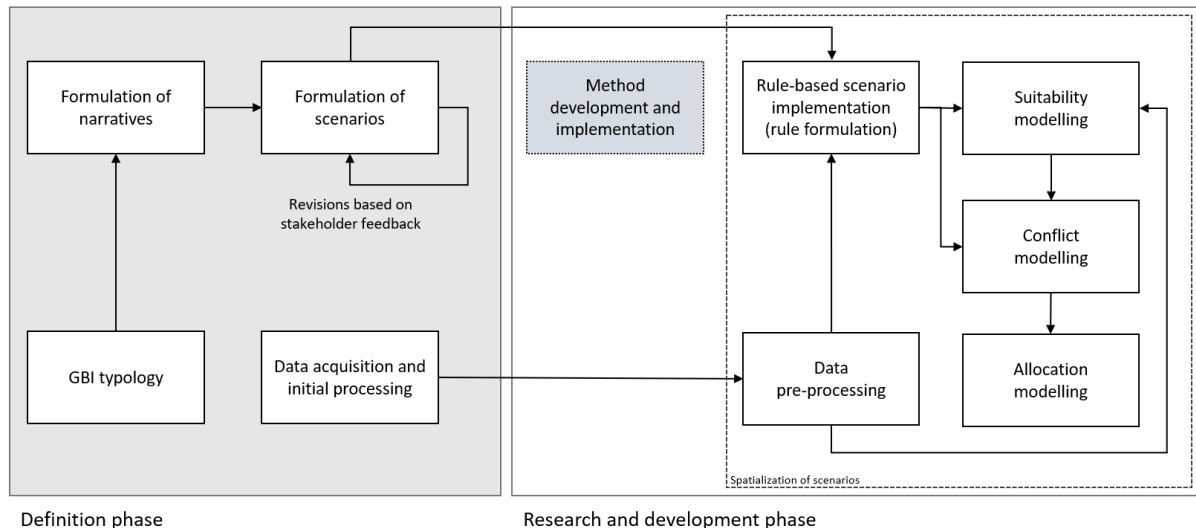 Formulation of
narratives
Formulation of
scenarios
Revisions based on
stakeholder feedback
GBI typology
Data acquisition and
initial processing
Definition phase
Method
development and
implementation
Rule-based scenario
implementation
(rule formulation)
Suitability
modelling
Conflict
modelling
Data
pre-processing
Allocation
modelling
Spatialization of scenarios
Research and development phase